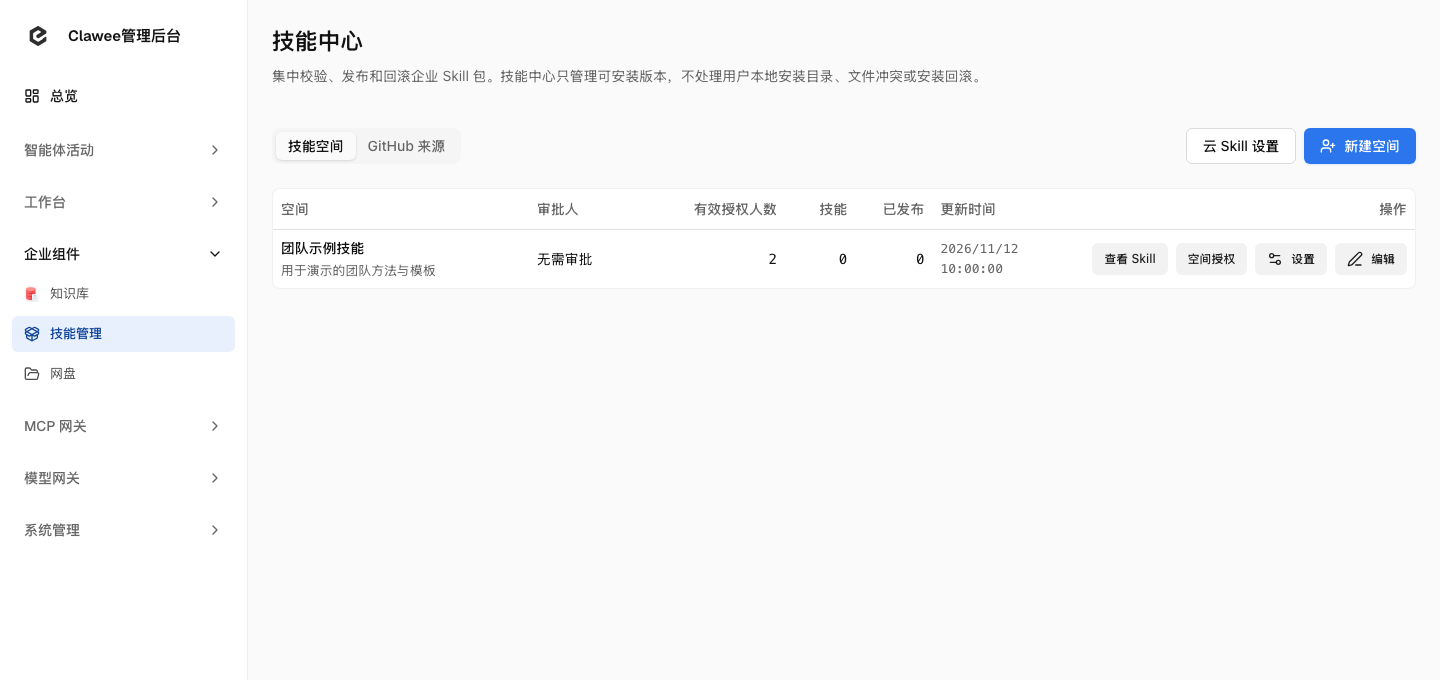 Clawee管理后台
总览
智能体活动
工作台
企业组件
知识库
技能管理
网盘
MCP 网关
模型网关
系统管理
技能中心
集中校验、发布和回滚企业 Skill 包。技能中心只管理可安装版本，不处理用户本地安装目录、文件冲突或安装回滚。
技能空间 GitHub 来源
云 Skill 设置 新建空间
空间 审批人 有效授权人数 技能 已发布 更新时间 操作
团队示例技能
用于演示的团队方法与模板
无需审批 2 0 0
2026/11/12
10:00:00
查看 Skill 空间授权 设置 编辑